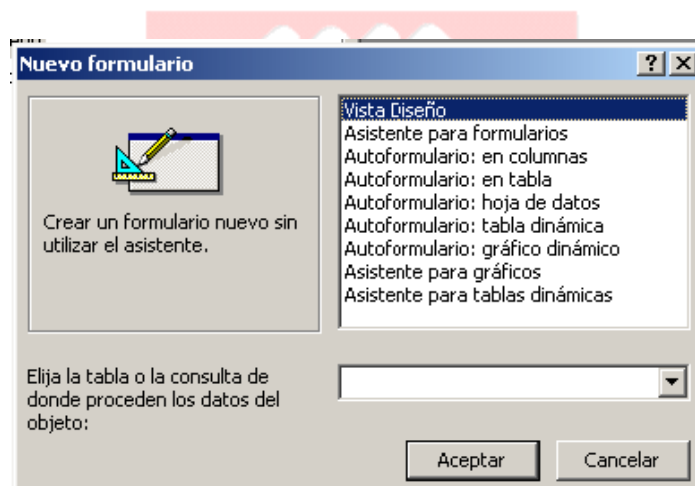 Nuevo formulario
Vista Diseño
Asistente para formularios
Autoformulario: en columnas
Autoformulario: en tabla
Autoformulario: hoja de datos
Autoformulario: tabla dinámica
Autoformulario: gráfico dinámico
Asistente para gráficos
Asistente para tablas dinámicas
Crear un formulario nuevo sin
utilizar el asistente.
Elija la tabla o la consulta de
donde proceden los datos del
objeto:
Aceptar
Cancelar